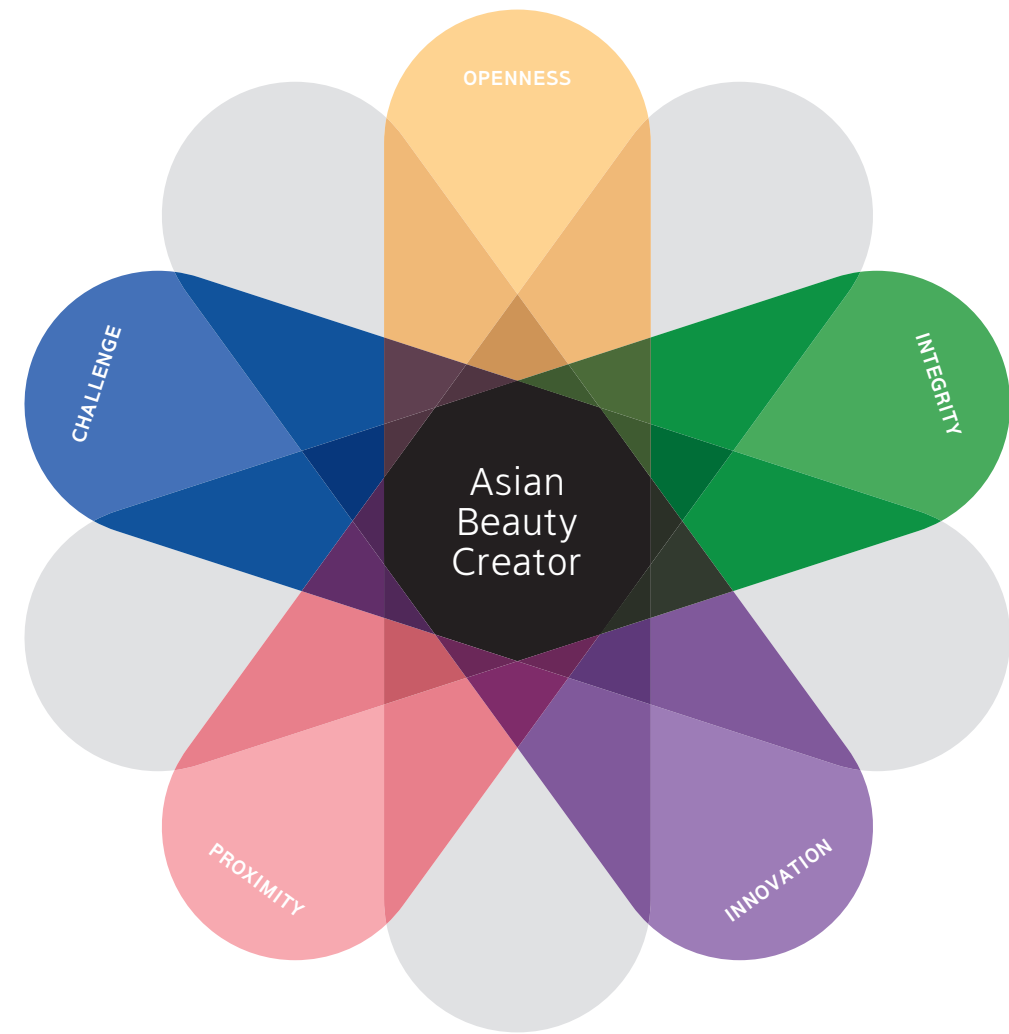 OPENNESS
CHALLENGE
INTEGRITY
Asian
Beauty
Creator
PROXIMITY
INNOVATION